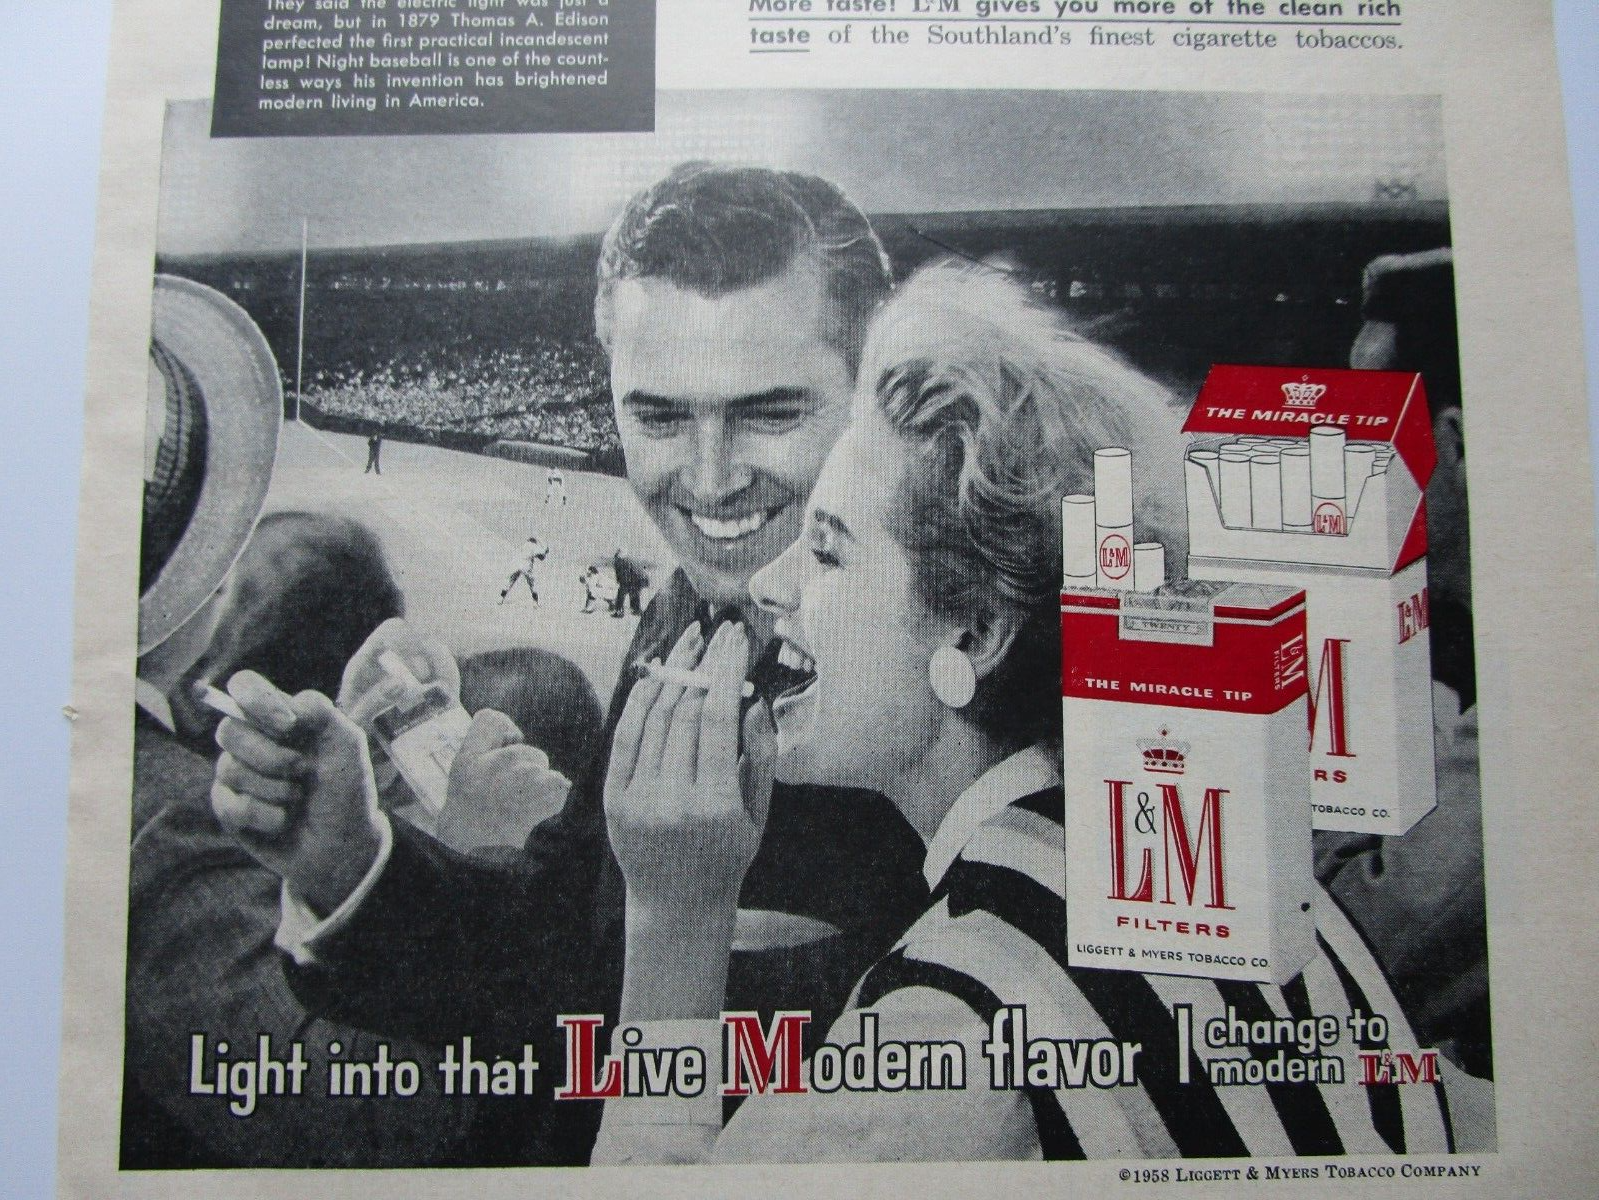 They said the electric light was just a
dream, but in 1879 Thomas A. Edison
perfected the first practical incandescent
lamp! Night baseball is one of the count-
less ways his invention has brightened
modern living in America.
More taste! L&M gives you more of the clean rich
taste of the Southland's finest cigarette tobaccos.
THE MIRACLE TIP
L&M
L&M
TWENTY
L&M
L&M
FILTERS
THE MIRACLE TIP
M
RS
TOBACCO CO.
L&M
FILTERS
LIGGETT & MYERS TOBACCO CO.
Light into that Live Modern flavor
change to
modern L&M
©1958 LIGGETT & MYERS TOBACCO COMPANY